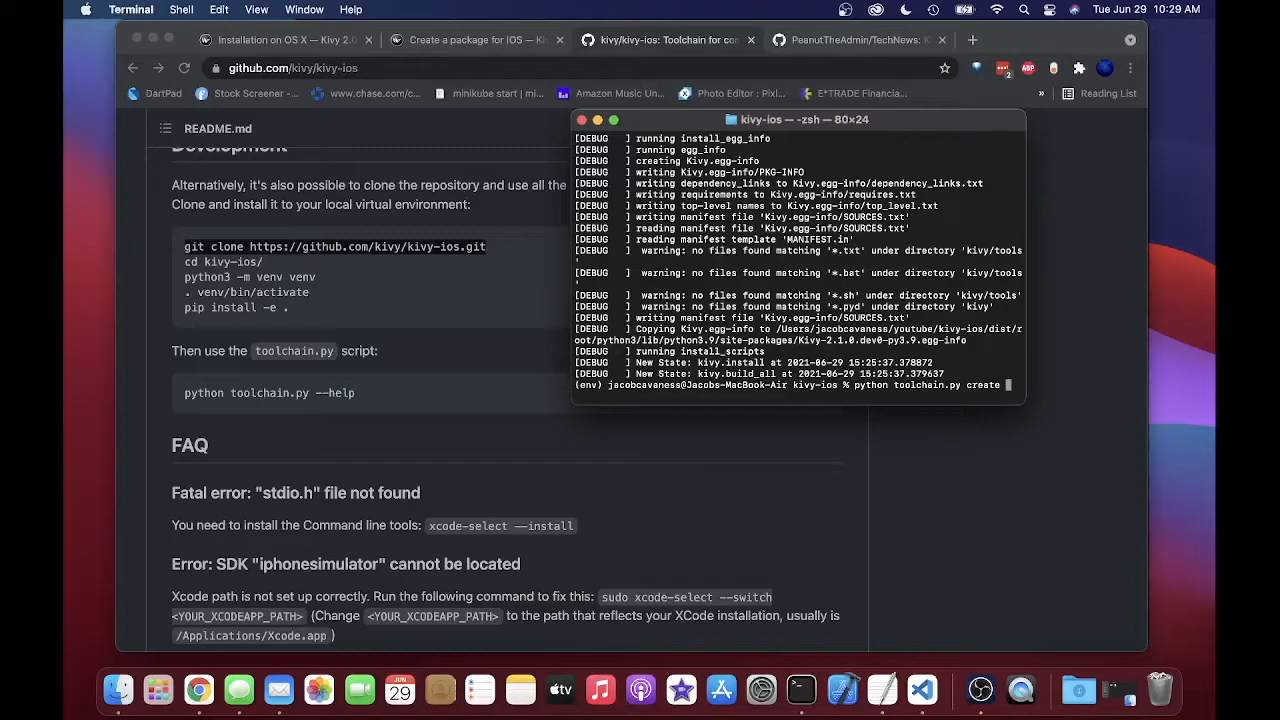 Terminal Shell Edit View Window Help Tue Jun 29 10:29 AM
Installation on OS X — Kivy 2.0 Create a package for IOS — Kivy kivy/kivy-ios: Toolchain for con PeanutTheAdmin/TechNews: K
github.com/kivy/kivy-ios
DartPad Stock Screener -... www.chase.com/c... minikube start | mi... Amazon Music Un... Photo Editor : Pixl... E*TRADE Financia... » Reading List
README.md
Development
Alternatively, it's also possible to clone the repository and use all the
Clone and install it to your local virtual environment:
git clone https://github.com/kivy/kivy-ios.git
cd kivy-ios/
python3 -m venv venv
. venv/bin/activate
pip install -e .
Then use the toolchain.py script:
python toolchain.py --help
FAQ
Fatal error: "stdio.h" file not found
You need to install the Command line tools: xcode-select --install
Error: SDK "iphonesimulator" cannot be located
Xcode path is not set up correctly. Run the following command to fix this: sudo xcode-select --switch
<YOUR_XCODEAPP_PATH> (Change <YOUR_XCODEAPP_PATH> to the path that reflects your XCode installation, usually is
/Applications/Xcode.app)
kivy-ios — -zsh — 80×24
[DEBUG ] running install_egg_info
[DEBUG ] running egg_info
[DEBUG ] creating Kivy.egg-info
[DEBUG ] writing Kivy.egg-info/PKG-INFO
[DEBUG ] writing dependency_links to Kivy.egg-info/dependency_links.txt
[DEBUG ] writing requirements to Kivy.egg-info/requires.txt
[DEBUG ] writing top-level names to Kivy.egg-info/top_level.txt
[DEBUG ] writing manifest file 'Kivy.egg-info/SOURCES.txt'
[DEBUG ] reading manifest file 'Kivy.egg-info/SOURCES.txt'
[DEBUG ] reading manifest template 'MANIFEST.in'
[DEBUG ] warning: no files found matching '*.txt' under directory 'kivy/tools
'
[DEBUG ] warning: no files found matching '*.bat' under directory 'kivy/tools
'
[DEBUG ] warning: no files found matching '*.sh' under directory 'kivy/tools'
[DEBUG ] warning: no files found matching '*.pyd' under directory 'kivy'
[DEBUG ] writing manifest file 'Kivy.egg-info/SOURCES.txt'
[DEBUG ] Copying Kivy.egg-info to /Users/jacobcavaness/youtube/kivy-ios/dist/r
oot/python3/lib/python3.9/site-packages/Kivy-2.1.0.dev0-py3.9.egg-info
[DEBUG ] running install_scripts
[DEBUG ] New State: kivy.install at 2021-06-29 15:25:37.378872
[DEBUG ] New State: kivy.build_all at 2021-06-29 15:25:37.379637
(env) jacobcavaness@Jacobs-MacBook-Air kivy-ios % python toolchain.py create
JUN
29
tv